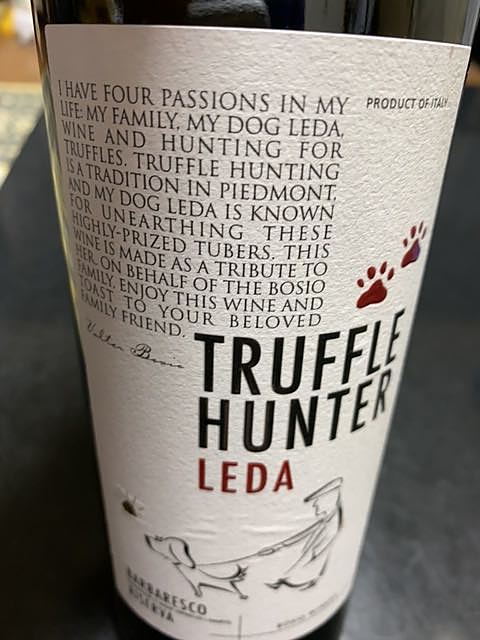 I HAVE FOUR PASSIONS IN MY
LIFE: MY FAMILY, MY DOG LEDA,
WINE AND HUNTING FOR
TRUFFLES. TRUFFLE HUNTING
IS A TRADITION IN PIEDMONT,
AND MY DOG LEDA IS KNOWN
FOR UNEARTHING THESE
HIGHLY-PRIZED TUBERS. THIS
WINE IS MADE AS A TRIBUTE TO
HER. ON BEHALF OF THE BOSIO
FAMILY, ENJOY THIS WINE AND
TOAST TO YOUR BELOVED
FAMILY FRIEND.
Valter Bosio
PRODUCT OF ITALY
TRUFFLE
HUNTER
LEDA
BARBARESCO
RISERVA